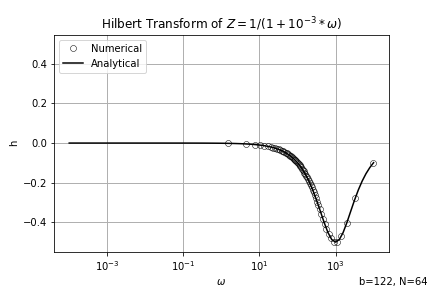 Hilbert Transform of Z = 1/(1 + 10⁻³ * ω)
Numerical
Analytical
0.4
0.2
0.0
−0.2
−0.4
h
10⁻³ 10⁻¹ 10¹ 10³
ω
b=122, N=64